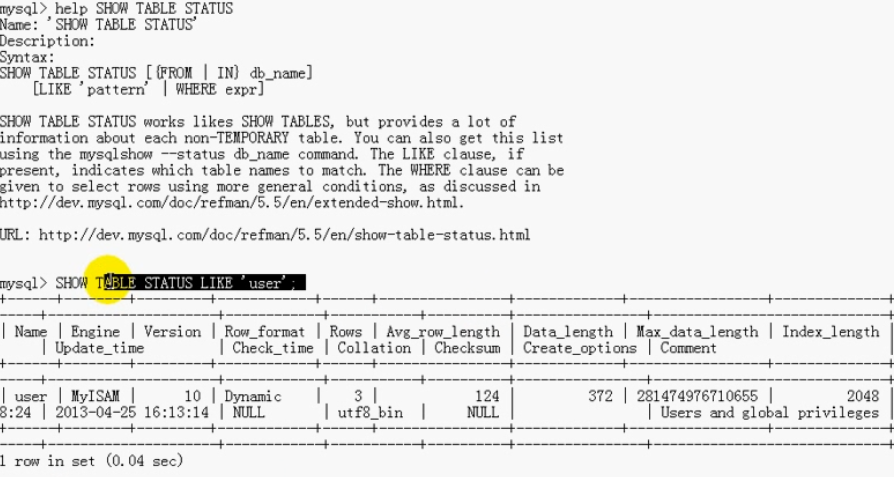 mysql> help SHOW TABLE STATUS
Name: 'SHOW TABLE STATUS'
Description:
Syntax:
SHOW TABLE STATUS [{FROM | IN} db_name]
[LIKE 'pattern' | WHERE expr]
SHOW TABLE STATUS works likes SHOW TABLES, but provides a lot of
information about each non-TEMPORARY table. You can also get this list
using the mysqlshow --status db_name command. The LIKE clause, if
present, indicates which table names to match. The WHERE clause can be
given to select rows using more general conditions, as discussed in
http://dev.mysql.com/doc/refman/5.5/en/extended-show.html.
URL: http://dev.mysql.com/doc/refman/5.5/en/show-table-status.html
mysql> SHOW TABLE STATUS LIKE 'user';
| Name | Engine | Version | Row_format | Rows | Avg_row_length | Data_length | Max_data_length | Index_length |
| Update_time | Check_time | Collation | Checksum | Create_options | Comment |
| user | MyISAM | 10 | Dynamic | 3 | 124 | 372 | 281474976710655 | 2048 |
8:24 | 2013-04-25 16:13:14 | NULL | utf8_bin | NULL | | Users and global privileges |
1 row in set (0.04 sec)